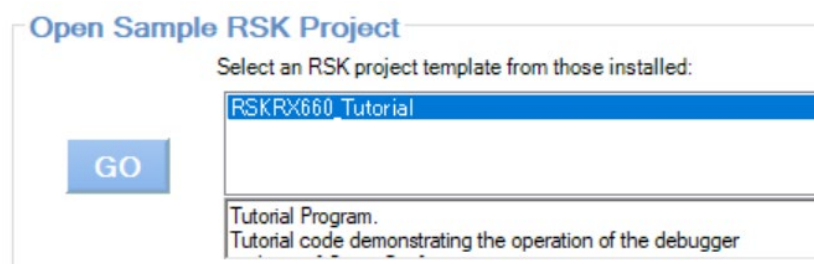 Open Sample RSK Project
Select an RSK project template from those installed:
RSKRX660_Tutorial
GO
Tutorial Program.
Tutorial code demonstrating the operation of the debugger